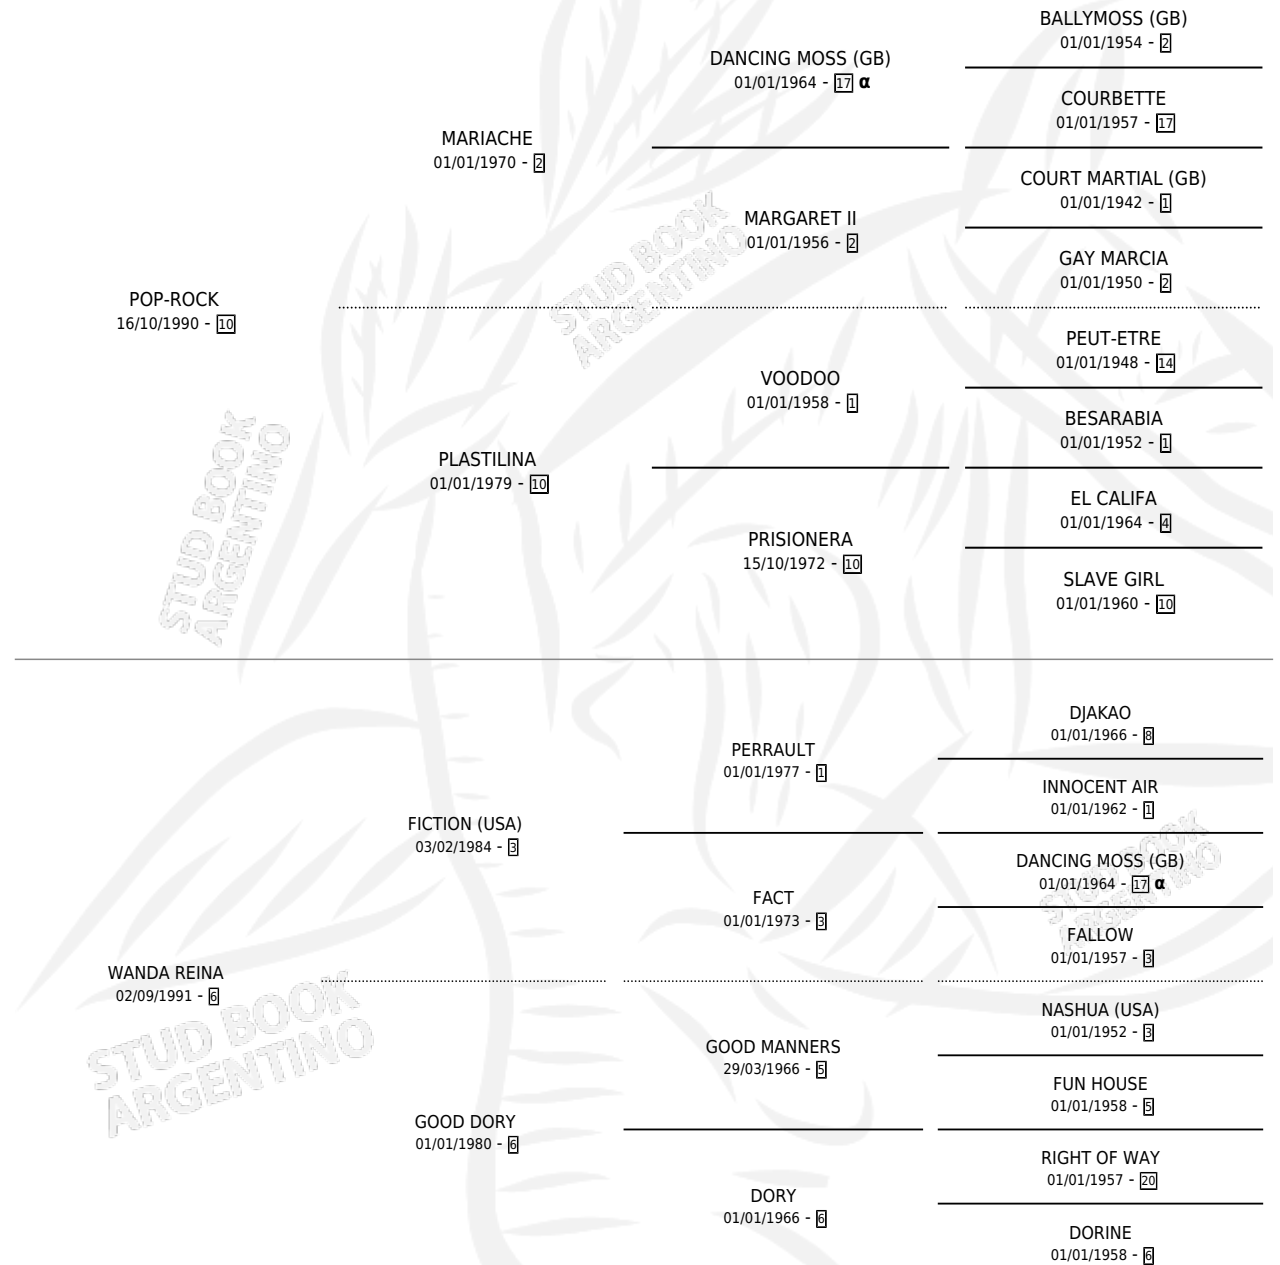 BALLYMOSS (GB)
01/01/1954 - 2
DANCING MOSS (GB)
01/01/1964 - 17 α
COURBETTE
01/01/1957 - 17
MARIACHE
01/01/1970 - 2
COURT MARTIAL (GB)
01/01/1942 - 1
MARGARET II
01/01/1956 - 2
GAY MARCIA
01/01/1950 - 2
STUD BOOK
ARGENTINO
POP-ROCK
16/10/1990 - 10
PEUT-ETRE
01/01/1948 - 14
VOODOO
01/01/1958 - 1
BESARABIA
01/01/1952 - 1
PLASTILINA
01/01/1979 - 10
EL CALIFA
01/01/1964 - 4
PRISIONERA
15/10/1972 - 10
SLAVE GIRL
01/01/1960 - 10
STUD BOOK
ARGENTINO
DJAKAO
01/01/1966 - 8
PERRAULT
01/01/1977 - 1
INNOCENT AIR
01/01/1962 - 1
FICTION (USA)
03/02/1984 - 3
DANCING MOSS (GB)
01/01/1964 - 17 α
FACT
01/01/1973 - 3
FALLOW
01/01/1957 - 3
STUD BOOK
ARGENTINO
WANDA REINA
02/09/1991 - 6
NASHUA (USA)
01/01/1952 - 3
GOOD MANNERS
29/03/1966 - 5
FUN HOUSE
01/01/1958 - 5
STUD BOOK
ARGENTINO
GOOD DORY
01/01/1980 - 6
RIGHT OF WAY
01/01/1957 - 20
DORY
01/01/1966 - 6
DORINE
01/01/1958 - 6